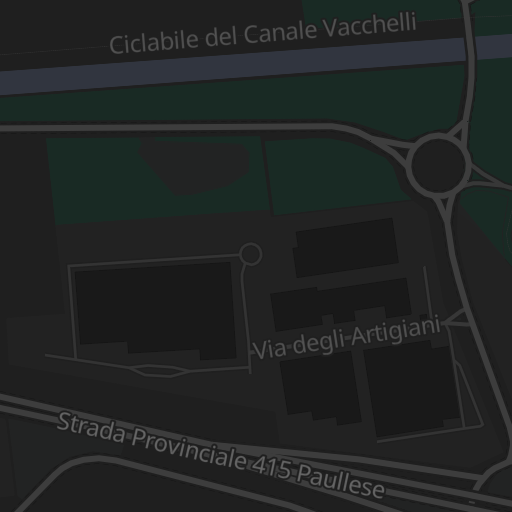 Ciclabile del Canale Vacchelli
Via degli Artigiani
Strada Provinciale 415 Paullese